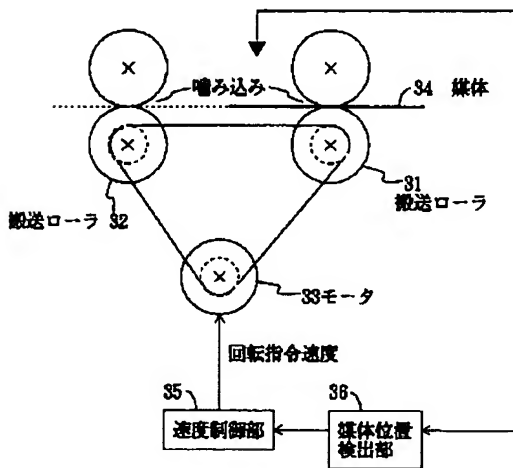 噛み込み
34 媒体
31
搬送ローラ
搬送ローラ 32
33モータ
回転指令速度
35
速度制御部
36
媒体位置
検出部